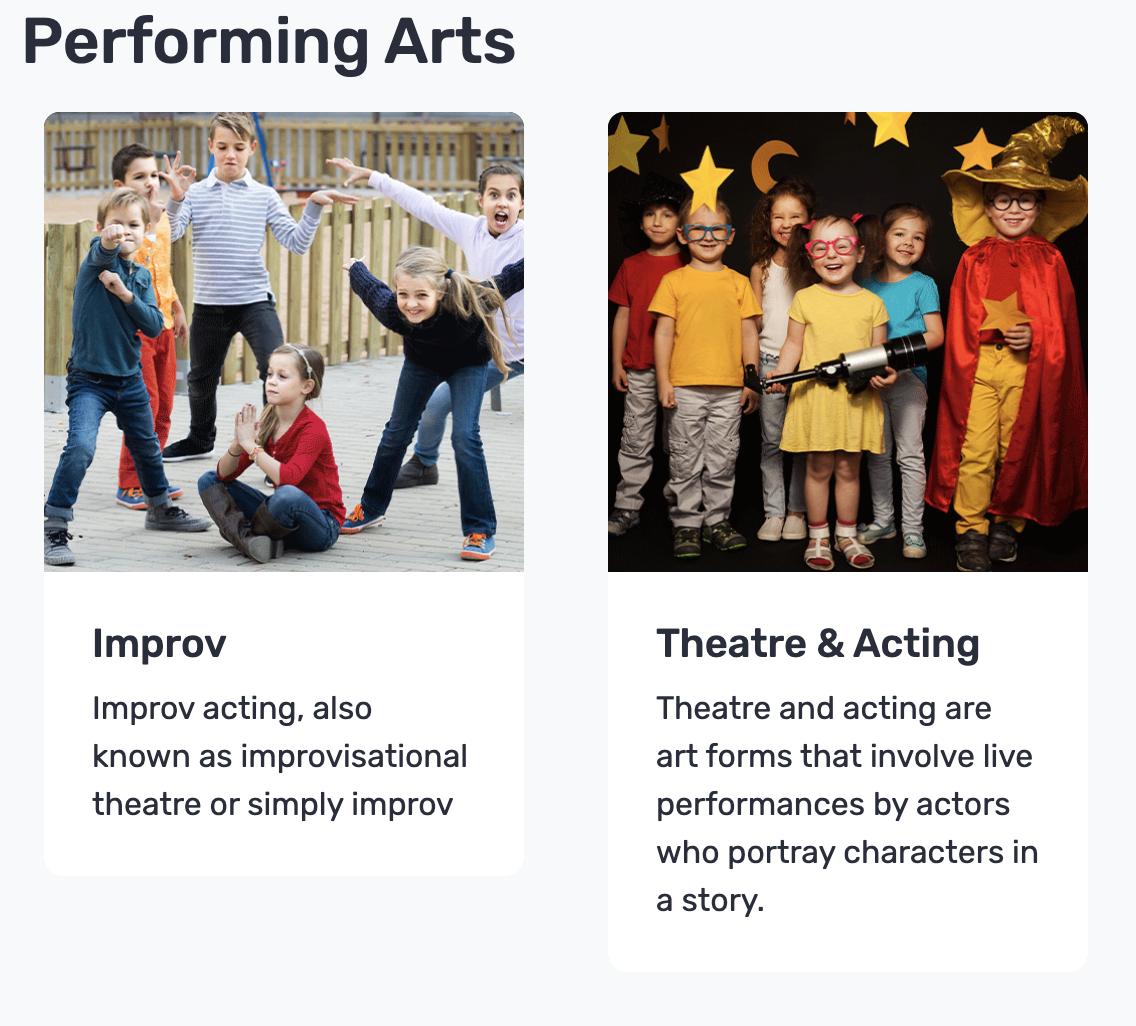 Performing Arts
Improv
Improv acting, also
known as improvisational
theatre or simply improv
Theatre & Acting
Theatre and acting are
art forms that involve live
performances by actors
who portray characters in
a story.